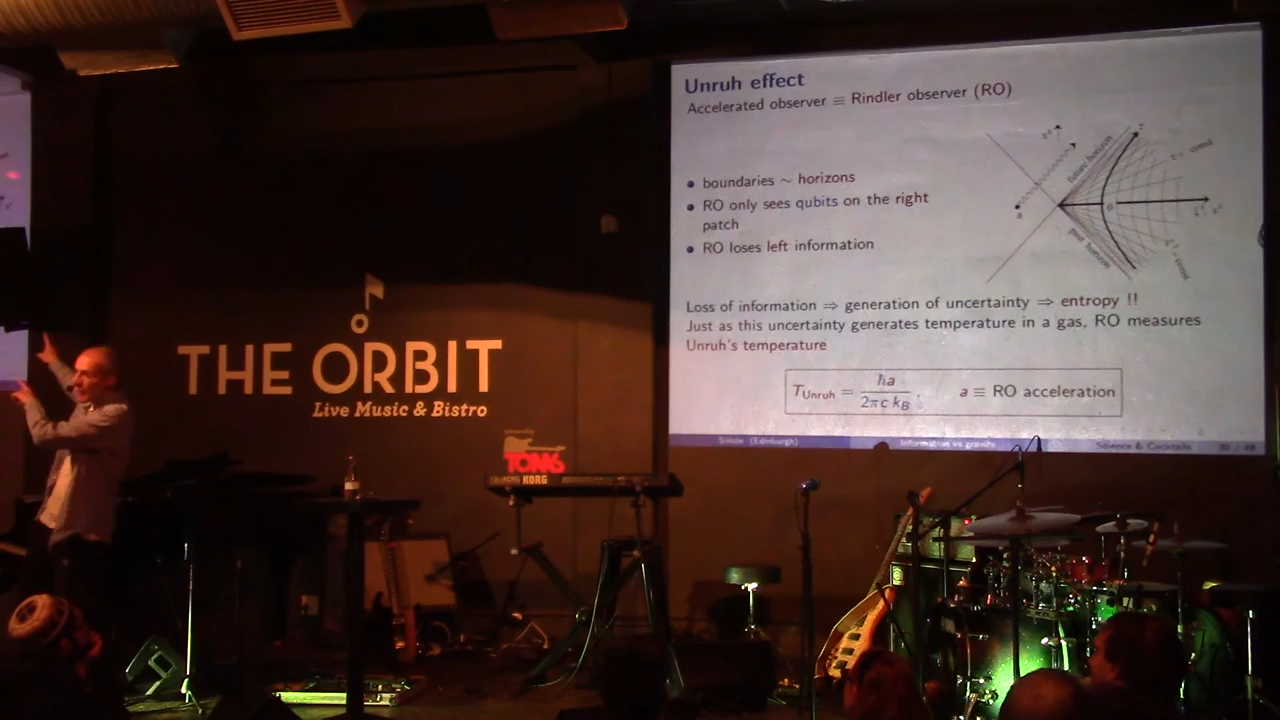 Unruh effect
Accelerated observer ≡ Rindler observer (RO)
boundaries ∼ horizons
RO only sees qubits on the right
patch
RO loses left information
future horizon
past horizon
Loss of information ⇒ generation of uncertainty ⇒ entropy !!
Just as this uncertainty generates temperature in a gas, RO measures
Unruh's temperature
T_Unruh = ħa / 2πc k_B , a ≡ RO acceleration
Simón (Edinburgh) Information vs gravity Science & Cocktails
THE ORBIT
Live Music & Bistro
TOMS
KORG